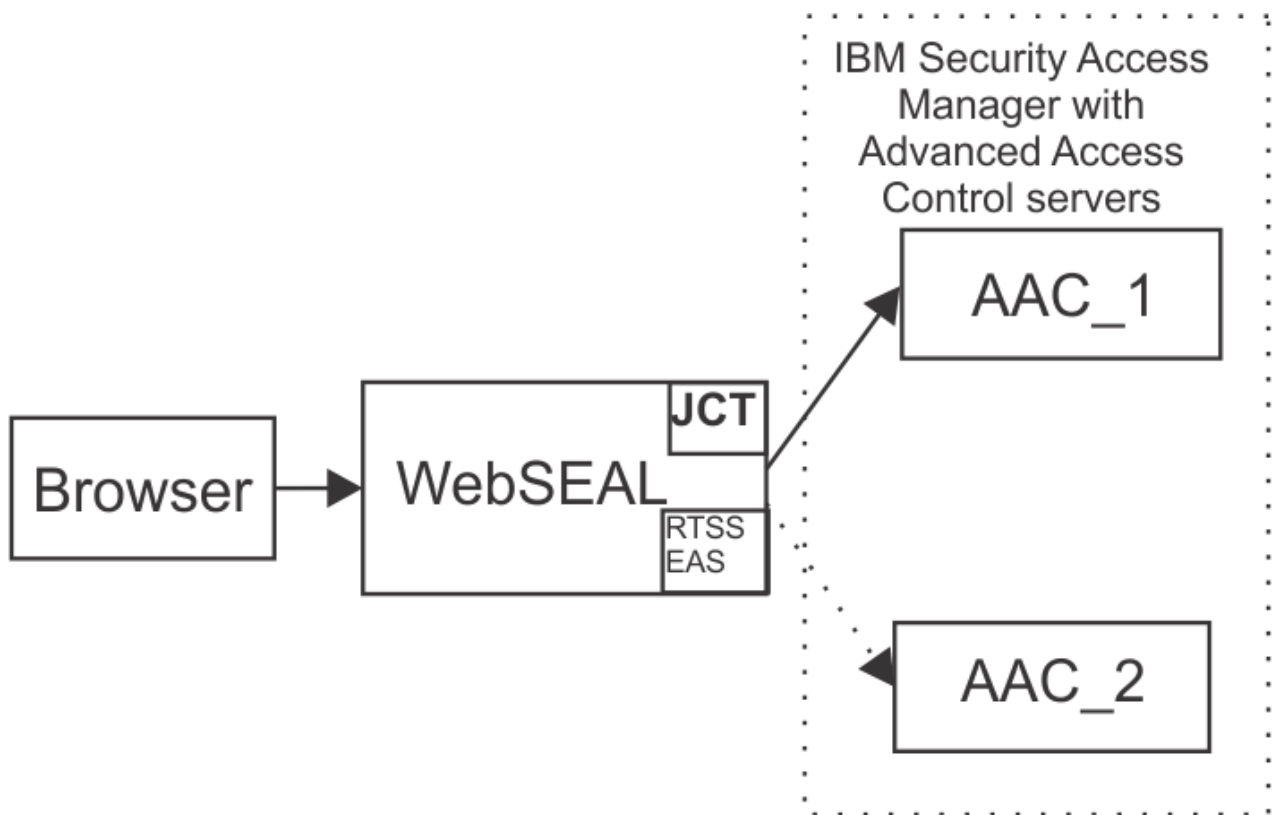 IBM Security Access
Manager with
Advanced Access
Control servers
AAC_1
JCT
Browser
WebSEAL
RTSS
EAS
AAC_2